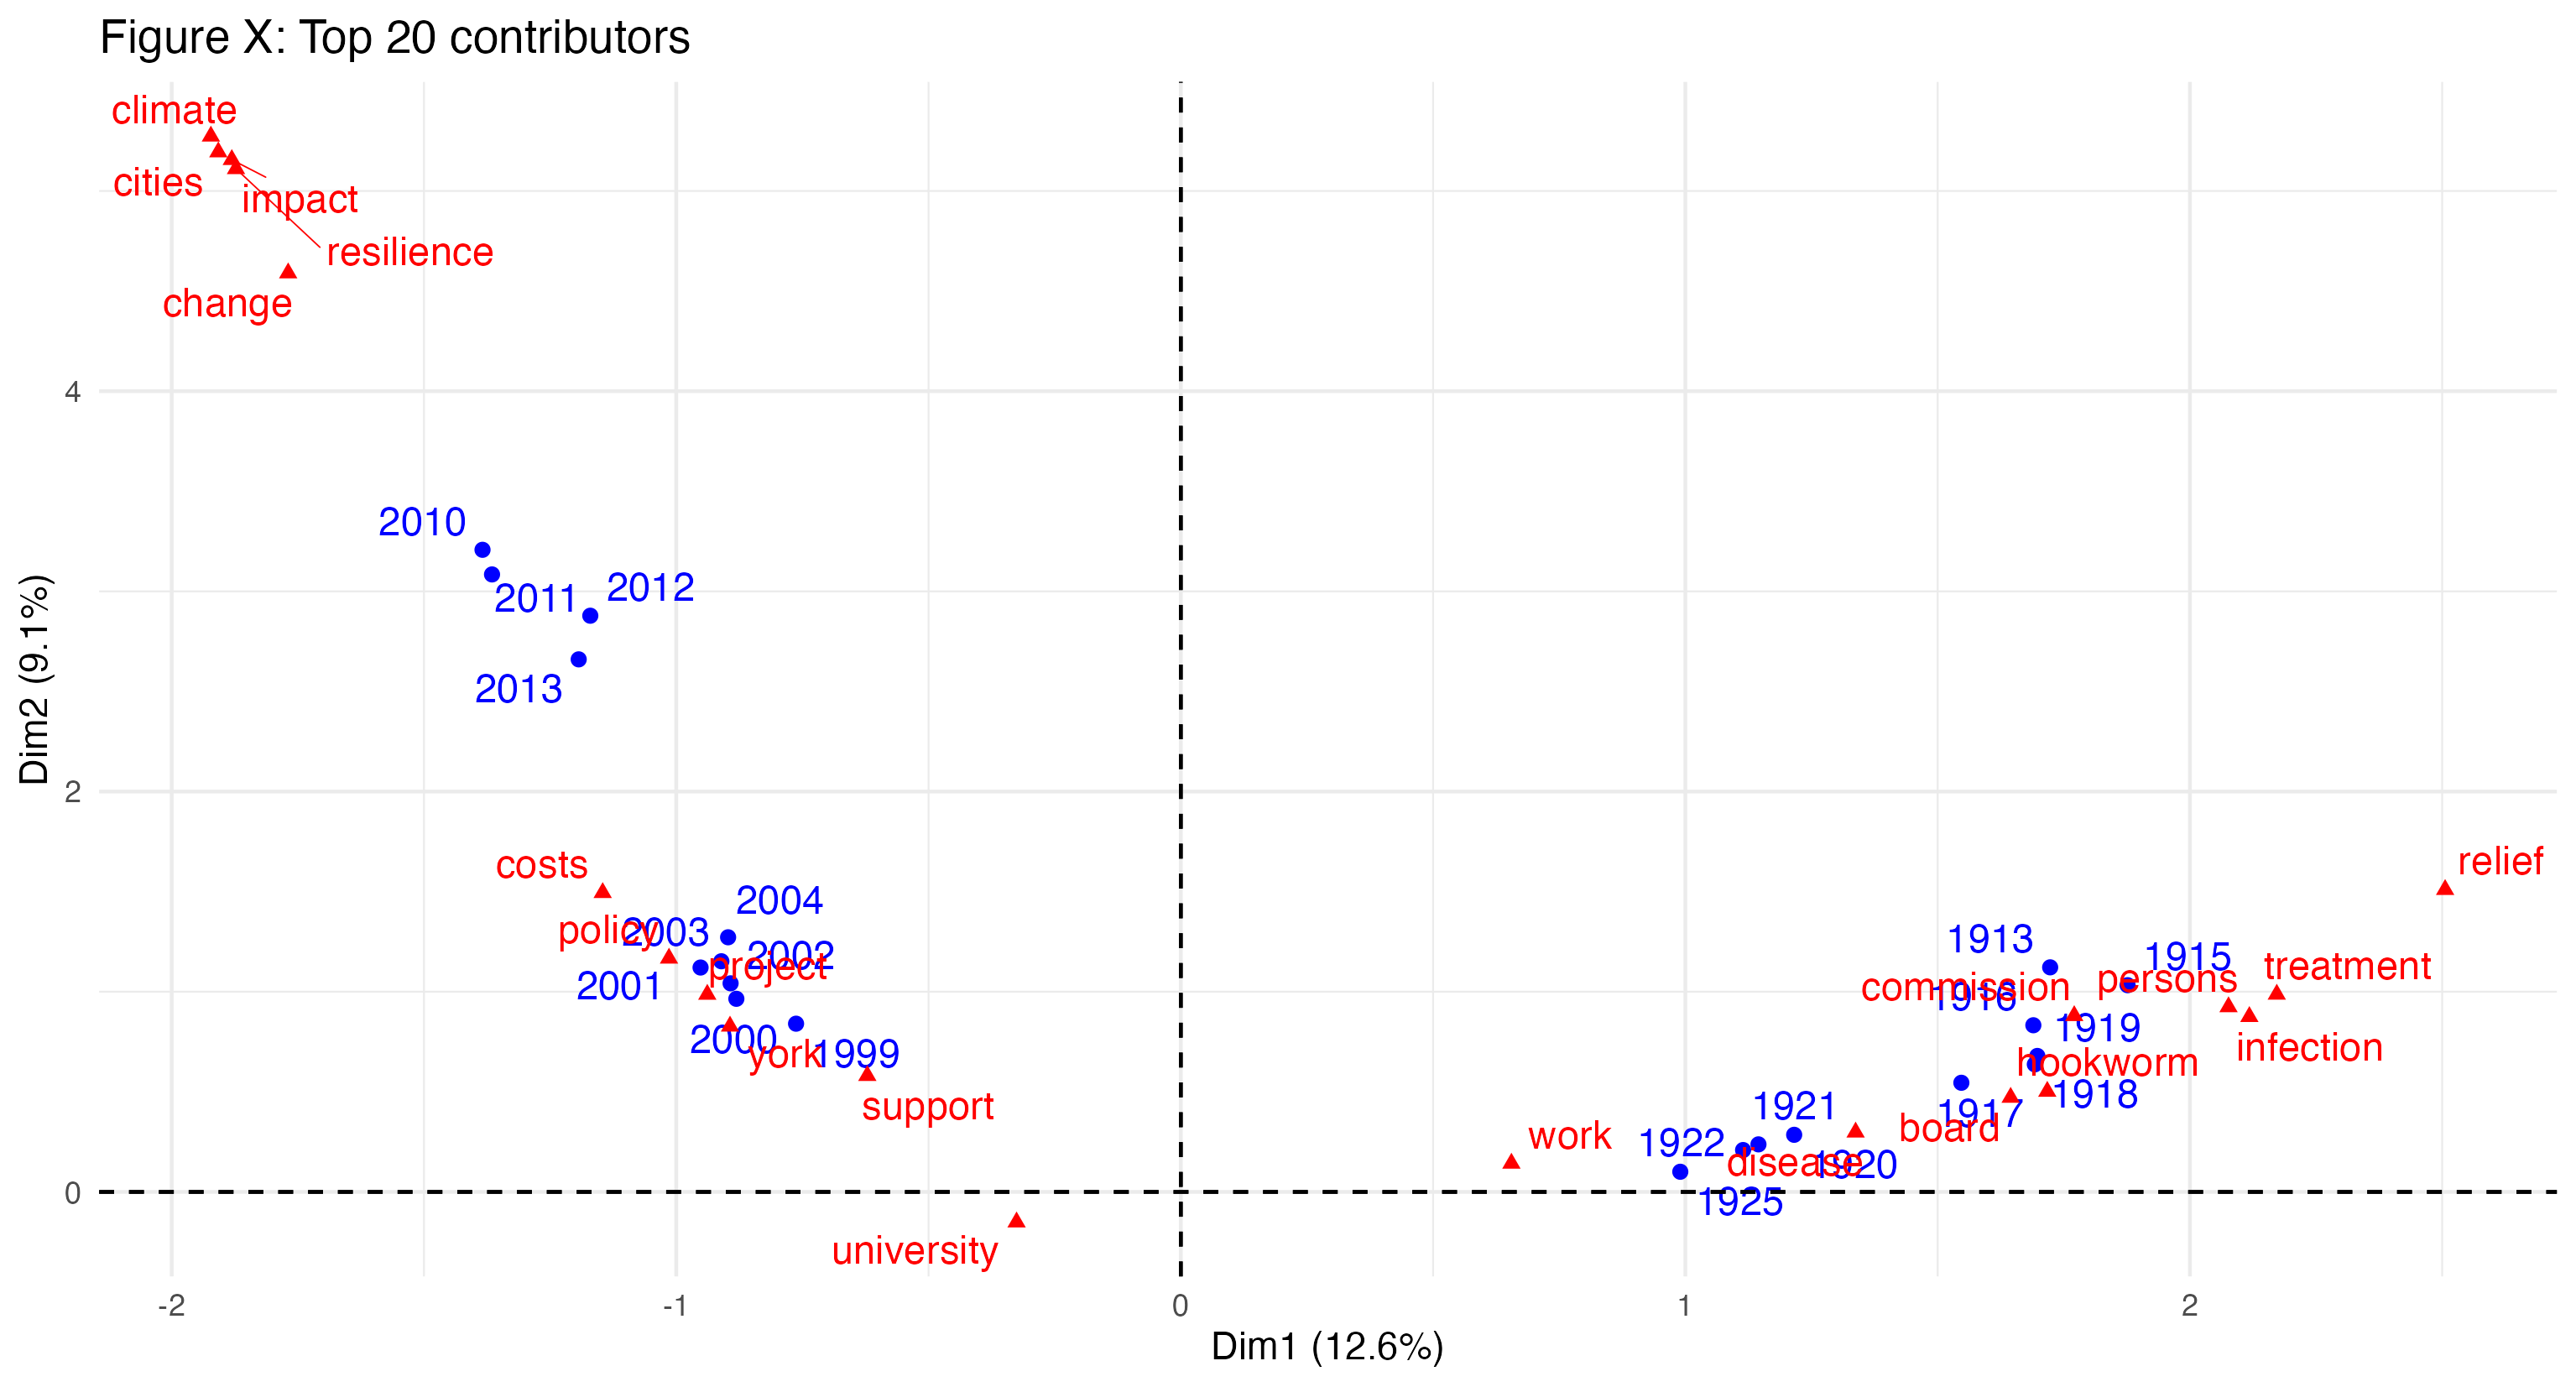 Figure X: Top 20 contributors
climate
cities
impact
resilience
change
4
2010
2011
2012
2013
Dim2 (9.1%)
2
costs
2004
relief
policy
2003
1913
2002
1915
project
treatment
2001
persons
commission
1916
1919
2000
york
1999
hookworm
infection
support
1918
1921
1917
board
work
1922
disease
1920
0
1925
university
-2
-1
0
1
2
Dim1 (12.6%)